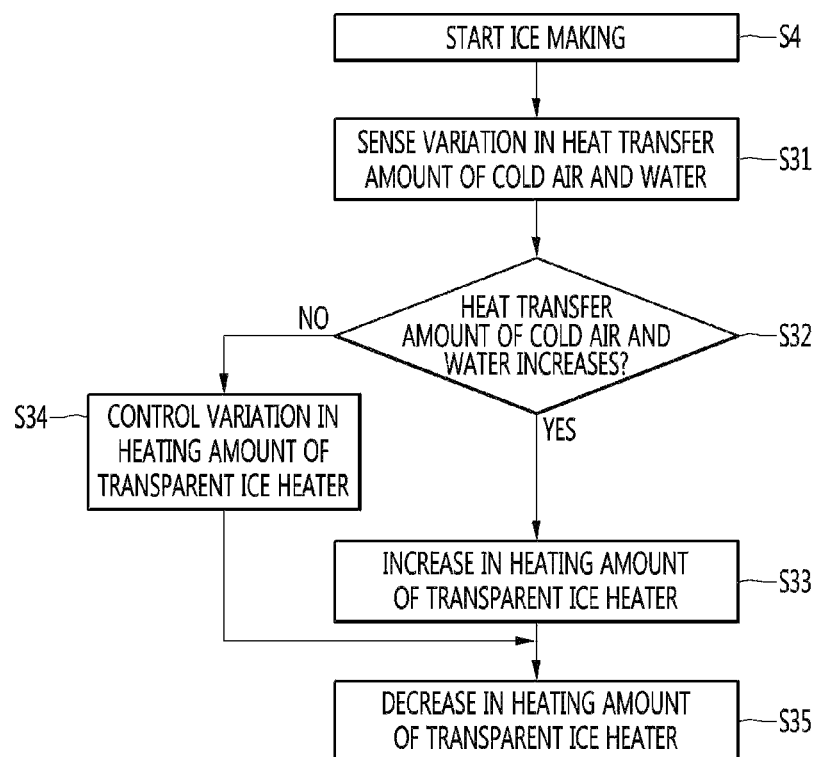 START ICE MAKING
S4
SENSE VARIATION IN HEAT TRANSFER
AMOUNT OF COLD AIR AND WATER
S31
HEAT TRANSFER
AMOUNT OF COLD AIR AND
WATER INCREASES?
S32
NO
YES
S34
CONTROL VARIATION IN
HEATING AMOUNT OF
TRANSPARENT ICE HEATER
INCREASE IN HEATING AMOUNT
OF TRANSPARENT ICE HEATER
S33
DECREASE IN HEATING AMOUNT
OF TRANSPARENT ICE HEATER
S35